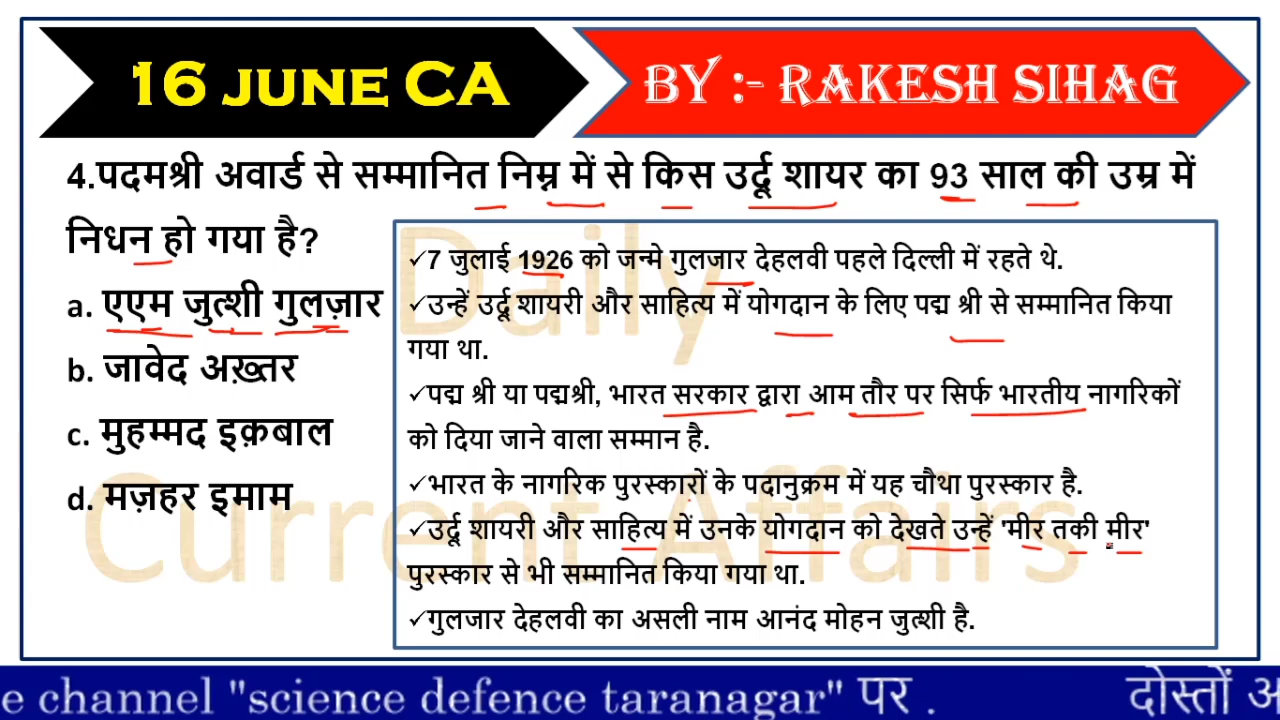 16 JUNE CA
BY :- RAKESH SIHAG
4.पदमश्री अवार्ड से सम्मानित निम्न में से किस उर्दू शायर का 93 साल की उम्र में
निधन हो गया है?
a. एएम जुत्शी गुलज़ार
b. जावेद अख़्तर
c. मुहम्मद इक़बाल
d. मज़हर इमाम
✓7 जुलाई 1926 को जन्मे गुलजार देहलवी पहले दिल्ली में रहते थे.
✓उन्हें उर्दू शायरी और साहित्य में योगदान के लिए पद्म श्री से सम्मानित किया
गया था.
✓पद्म श्री या पद्मश्री, भारत सरकार द्वारा आम तौर पर सिर्फ भारतीय नागरिकों
को दिया जाने वाला सम्मान है.
✓भारत के नागरिक पुरस्कारों के पदानुक्रम में यह चौथा पुरस्कार है.
✓उर्दू शायरी और साहित्य में उनके योगदान को देखते उन्हें 'मीर तकी मीर'
पुरस्कार से भी सम्मानित किया गया था.
✓गुलजार देहलवी का असली नाम आनंद मोहन जुत्शी है.
Daily
Current Affairs
e channel "science defence taranagar" पर . दोस्तों अ